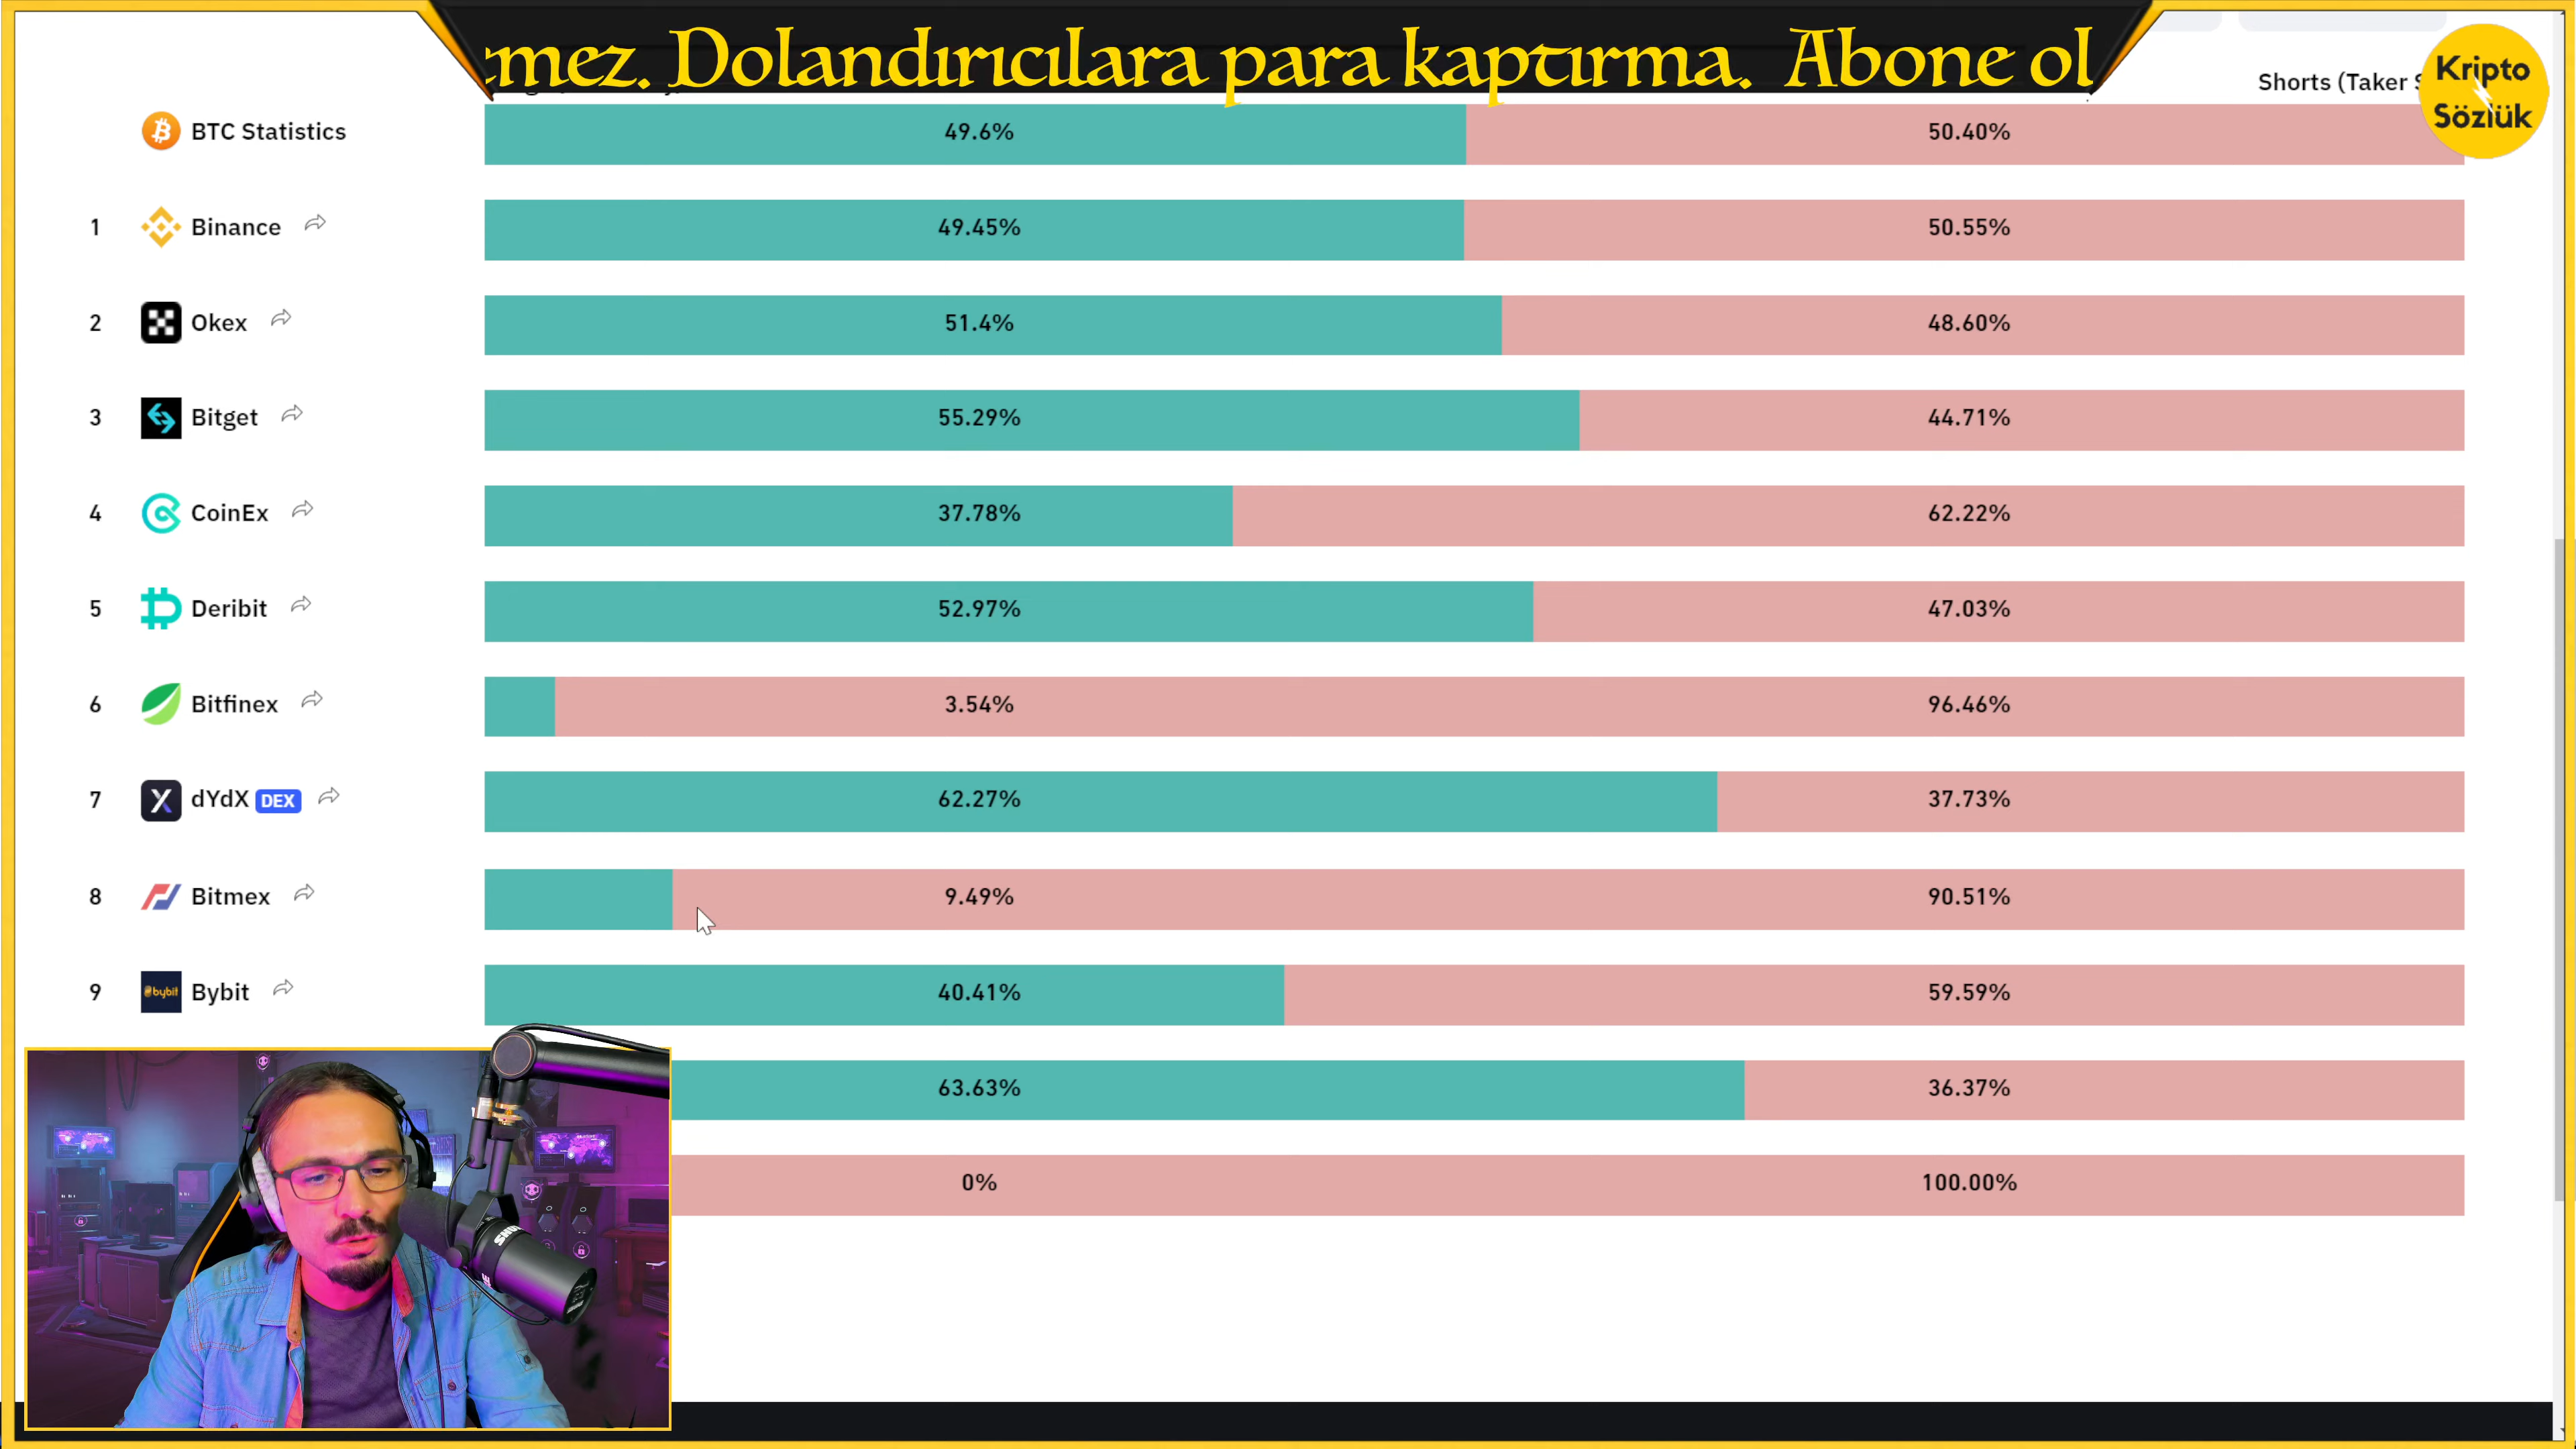 mez. Dolandırıcılara para kaptırma. Abone ol
Kripto
Sözlük
Shorts (Taker
BTC Statistics 49.6% 50.40%
1 Binance 49.45% 50.55%
2 Okex 51.4% 48.60%
3 Bitget 55.29% 44.71%
4 CoinEx 37.78% 62.22%
5 Deribit 52.97% 47.03%
6 Bitfinex 3.54% 96.46%
7 dYdX DEX 62.27% 37.73%
8 Bitmex 9.49% 90.51%
9 bybit Bybit 40.41% 59.59%
63.63% 36.37%
0% 100.00%